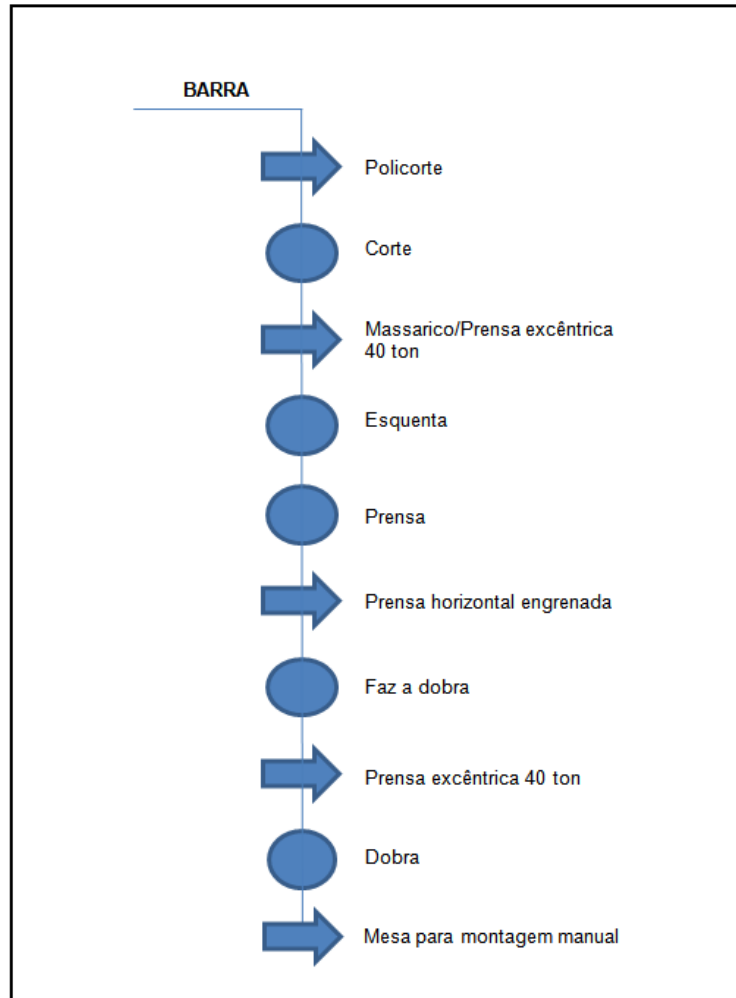 BARRA
Policorte
Corte
Massarico/Prensa excêntrica
40 ton
Esquenta
Prensa
Prensa horizontal engrenada
Faz a dobra
Prensa excêntrica 40 ton
Dobra
Mesa para montagem manual